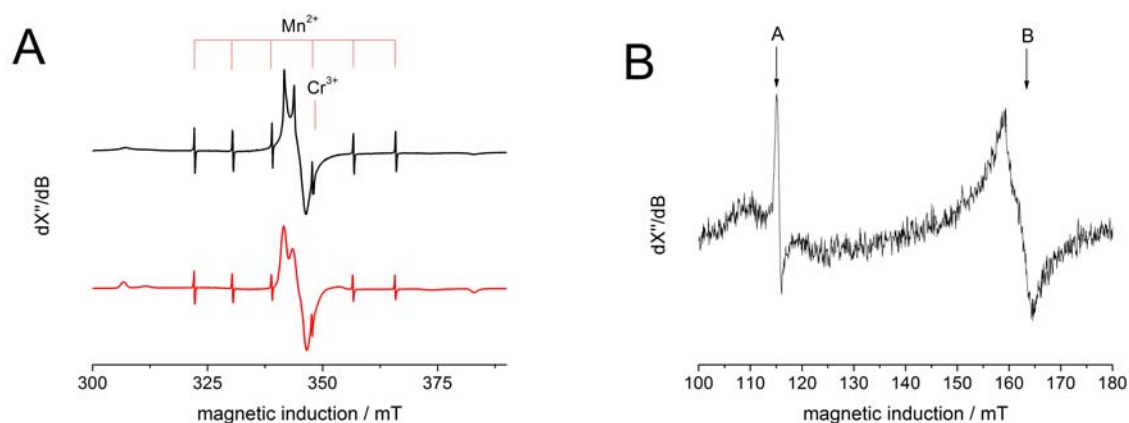 A
Mn2+
Cr3+
dX"/dB
300 325 350 375
magnetic induction / mT
B
A B
dX"/dB
100 110 120 130 140 150 160 170 180
magnetic induction / mT